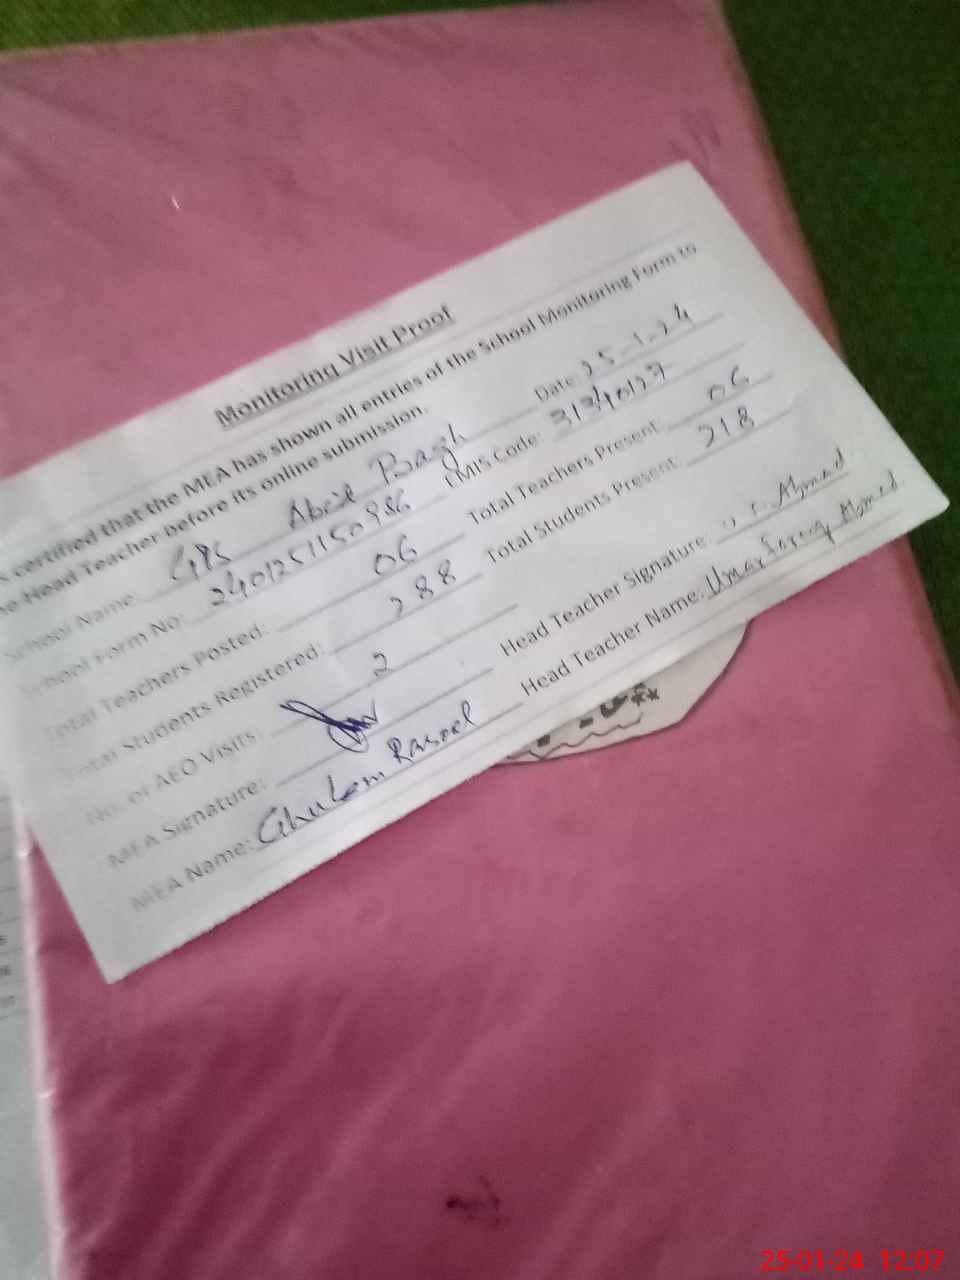 Monitoring Visit Proof
certified that the MEA has shown all entries of the School Monitoring Form to
Head Teacher before its online submission.
School Name: GPS Abid Bagh Date: 25-1-24
School Form No: 2401251150986 EMIS Code: 31340127
Total Teachers Posted: 06 Total Teachers Present: 06
Total Students Registered: 288 Total Students Present: 218
No. of AEO Visits: 2
MEA Signature: Head Teacher Signature: Ahmad
MEA Name: Ghulam Rasool Head Teacher Name: Umar Farooq Ahmed
25-01-24 12:07